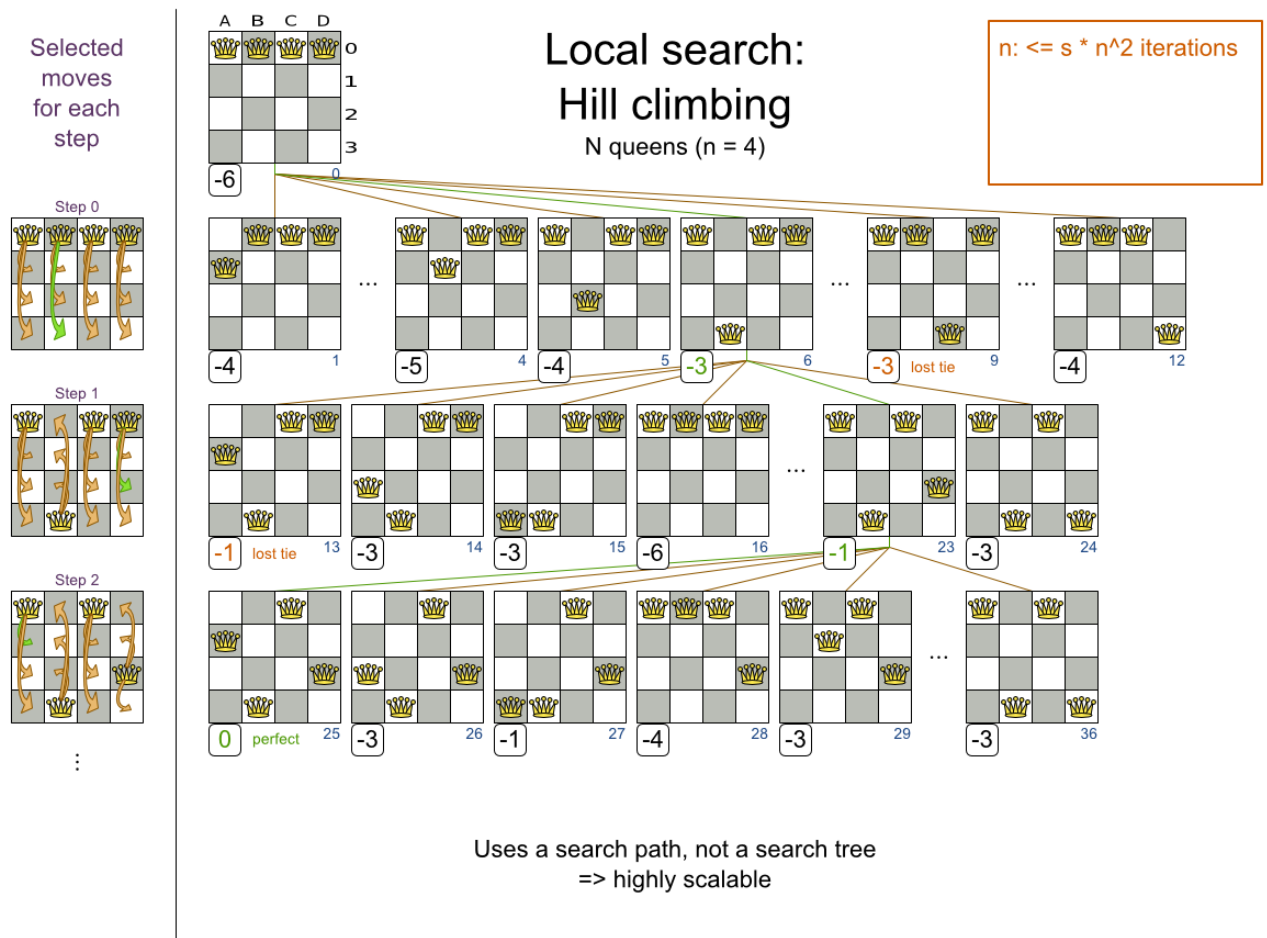 Selected
moves
for each
step
A B C D
0
1
2
3
-6
0
Local search:
Hill climbing
N queens (n = 4)
n: <= s * n^2 iterations
Step 0
...
...
...
-4
1
-5
4
-4
5
-3
6
-3
lost tie
9
-4
12
Step 1
...
-1
lost tie
13
-3
14
-3
15
-6
16
-1
23
-3
24
Step 2
...
0
perfect
25
-3
26
-1
27
-4
28
-3
29
-3
36
...
Uses a search path, not a search tree
=> highly scalable